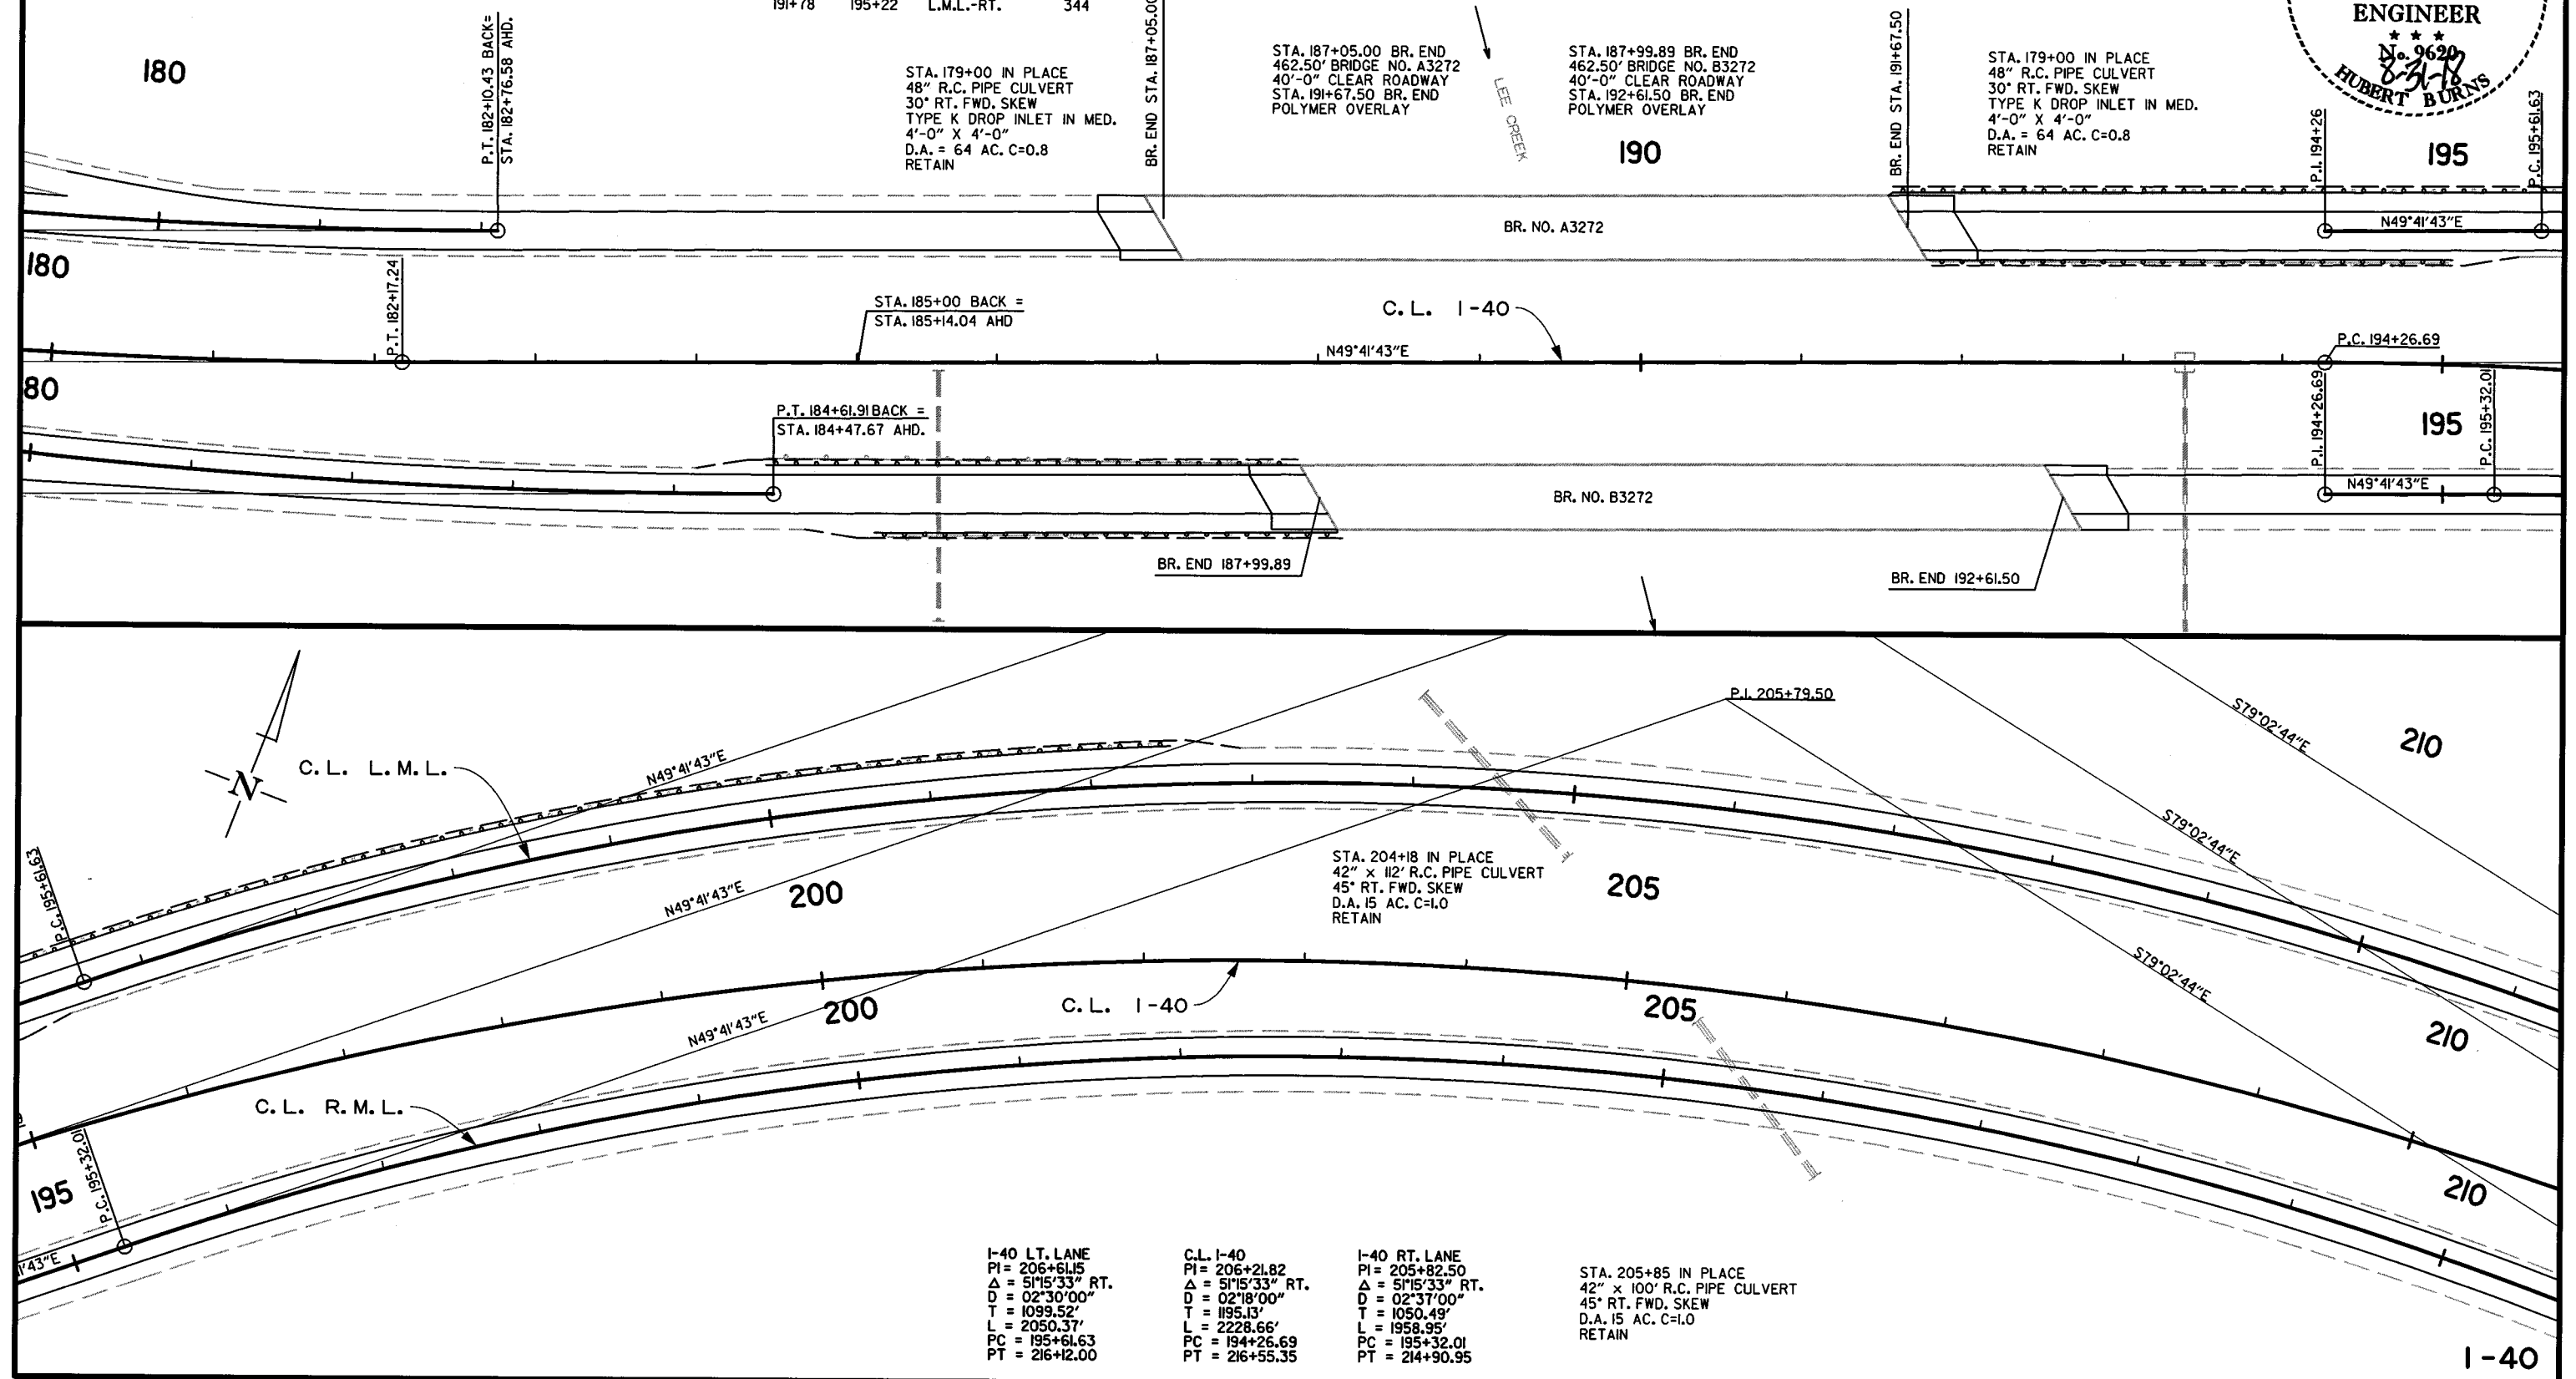 191+78 195+22 L.M.L.-RT. 344
ENGINEER
★ ★ ★
No. 9620
8-31-18
HUBERT BURNS
180
P.T. 182+10.43 BACK=
STA. 182+76.58 AHD.
STA. 179+00 IN PLACE
48" R.C. PIPE CULVERT
30° RT. FWD. SKEW
TYPE K DROP INLET IN MED.
4'-0" X 4'-0"
D.A. = 64 AC. C=0.8
RETAIN
BR. END STA. 187+05.00
STA. 187+05.00 BR. END
462.50' BRIDGE NO. A3272
40'-0" CLEAR ROADWAY
STA. 191+67.50 BR. END
POLYMER OVERLAY
LEE CREEK
STA. 187+99.89 BR. END
462.50' BRIDGE NO. B3272
40'-0" CLEAR ROADWAY
STA. 192+61.50 BR. END
POLYMER OVERLAY
190
BR. END STA. 191+67.50
STA. 179+00 IN PLACE
48" R.C. PIPE CULVERT
30° RT. FWD. SKEW
TYPE K DROP INLET IN MED.
4'-0" X 4'-0"
D.A. = 64 AC. C=0.8
RETAIN
P.I. 194+26
195
P.C. 195+61.63
BR. NO. A3272
N49°41'43"E
180
P.T. 182+17.24
STA. 185+00 BACK =
STA. 185+14.04 AHD
C.L. I-40
N49°41'43"E
P.C. 194+26.69
80
P.T. 184+61.91 BACK =
STA. 184+47.67 AHD.
P.I. 194+26.69
195
P.C. 195+32.01
BR. NO. B3272
N49°41'43"E
BR. END 187+99.89
BR. END 192+61.50
P.I. 205+79.50
S79°02'44"E
210
N
C.L. L.M.L.
N49°41'43"E
S79°02'44"E
P.C. 195+61.63
N49°41'43"E
200
STA. 204+18 IN PLACE
42" x 112' R.C. PIPE CULVERT
45° RT. FWD. SKEW
D.A. 15 AC. C=1.0
RETAIN
205
S79°02'44"E
N49°41'43"E
200
C.L. I-40
205
210
C.L. R.M.L.
195
P.C. 195+32.01
210
1'43"E
I-40 LT. LANE
PI = 206+61.15
Δ = 51°15'33" RT.
D = 02°30'00"
T = 1099.52'
L = 2050.37'
PC = 195+61.63
PT = 216+12.00
C.L. I-40
PI = 206+21.82
Δ = 51°15'33" RT.
D = 02°18'00"
T = 1195.13'
L = 2228.66'
PC = 194+26.69
PT = 216+55.35
I-40 RT. LANE
PI = 205+82.50
Δ = 51°15'33" RT.
D = 02°37'00"
T = 1050.49'
L = 1958.95'
PC = 195+32.01
PT = 214+90.95
STA. 205+85 IN PLACE
42" x 100' R.C. PIPE CULVERT
45° RT. FWD. SKEW
D.A. 15 AC. C=1.0
RETAIN
I-40